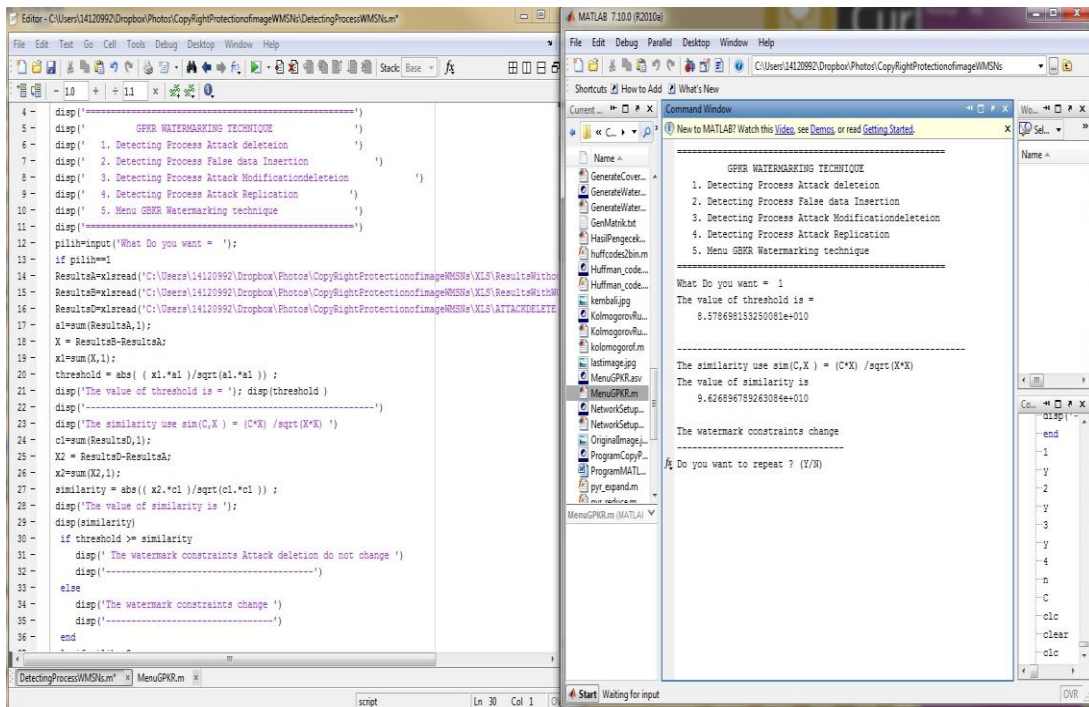 Editor - C:\Users\14120992\Dropbox\Photos\CopyRightProtectionofimageWMSNs\DetectingProcessWMSNs.m*
File Edit Text Go Cell Tools Debug Desktop Window Help
Stack: Base
- 1.0 + ÷ 1.1 ×
4 - disp('====================================================')
5 - disp(' GPKR WATERMARKING TECHNIQUE ')
6 - disp(' 1. Detecting Process Attack deleteion ')
7 - disp(' 2. Detecting Process False data Insertion ')
8 - disp(' 3. Detecting Process Attack Modificationdeleteion ')
9 - disp(' 4. Detecting Process Attack Replication ')
10 - disp(' 5. Menu GBKR Watermarking technique ')
11 - disp('====================================================')
12 - pilih=input('What Do you want = ');
13 - if pilih==1
14 - ResultsA=xlsread('C:\Users\14120992\Dropbox\Photos\CopyRightProtectionofimageWMSNs\XLS\ResultsWithou
15 - ResultsB=xlsread('C:\Users\14120992\Dropbox\Photos\CopyRightProtectionofimageWMSNs\XLS\ResultsWithW
16 - ResultsD=xlsread('C:\Users\14120992\Dropbox\Photos\CopyRightProtectionofimageWMSNs\XLS\ATTACKDELETE
17 - a1=sum(ResultsA,1);
18 - X = ResultsB-ResultsA;
19 - x1=sum(X,1);
20 - threshold = abs( ( x1.*a1 )/sqrt(a1.*a1 )) ;
21 - disp('The value of threshold is = '); disp(threshold )
22 - disp('--------------------------------------------------------')
23 - disp('The similarity use sim(C,X ) = (C*X) /sqrt(X*X) ')
24 - c1=sum(ResultsD,1);
25 - X2 = ResultsD-ResultsA;
26 - x2=sum(X2,1);
27 - similarity = abs(( x2.*c1 )/sqrt(c1.*c1 )) ;
28 - disp('The value of similarity is ');
29 - disp(similarity)
30 - if threshold >= similarity
31 - disp(' The watermark constraints Attack deletion do not change ')
32 - disp('----------------------------------------')
33 - else
34 - disp('The watermark constraints change ')
35 - disp('--------------------------------')
36 - end
DetectingProcessWMSNs.m* × MenuGPKR.m ×
script Ln 30 Col 1
MATLAB 7.10.0 (R2010a)
File Edit Debug Parallel Desktop Window Help
C:\Users\14120992\Dropbox\Photos\CopyRightProtectionofimageWMSNs
Shortcuts How to Add What's New
Current ...
« C...
Name
GenerateCover...
GenerateWater...
GenerateWater...
GenMatrik.txt
HasilPengecek...
huffcodes2bin.m
Huffman_code...
Huffman_code...
kembali.jpg
KolmogorovRu...
KolmogorovRu...
kolomogorof.m
lastimage.jpg
MenuGPKR.asv
MenuGPKR.m
NetworkSetup...
NetworkSetup...
OriginalImage.j...
ProgramCopyP...
ProgramMATL...
pyr_expand.m
pyr_reduce.m
MenuGPKR.m (MATLAI
Command Window
New to MATLAB? Watch this Video, see Demos, or read Getting Started.
====================================================
GPKR WATERMARKING TECHNIQUE
1. Detecting Process Attack deleteion
2. Detecting Process False data Insertion
3. Detecting Process Attack Modificationdeleteion
4. Detecting Process Attack Replication
5. Menu GBKR Watermarking technique
====================================================
What Do you want = 1
The value of threshold is =
8.578698153250081e+010
--------------------------------------------------------
The similarity use sim(C,X ) = (C*X) /sqrt(X*X)
The value of similarity is
9.626896789263084e+010
The watermark constraints change
--------------------------------
fx Do you want to repeat ? (Y/N)
Wo...
Sel...
Name
Co...
disp('-
end
1
y
2
y
3
y
4
n
C
clc
clear
clc
Start Waiting for input
OVR